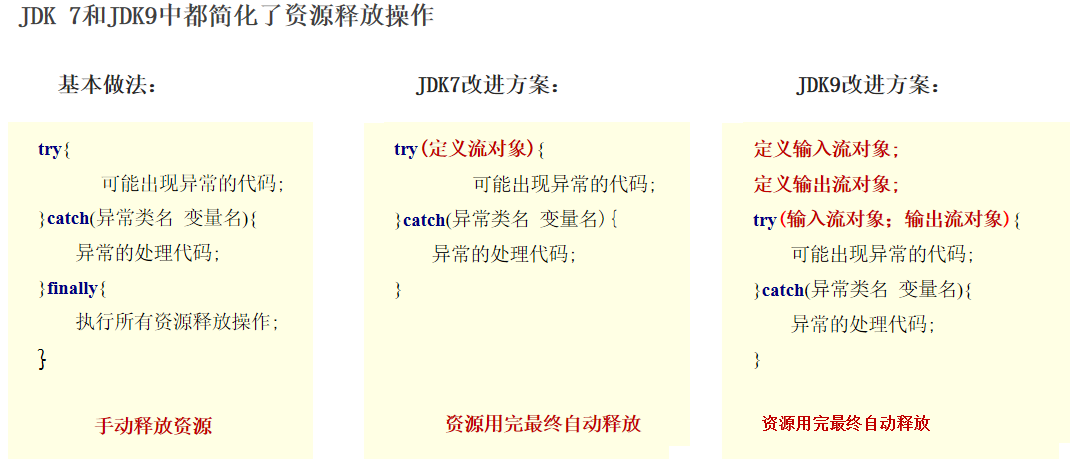 JDK 7和JDK9中都简化了资源释放操作
基本做法：
try{
可能出现异常的代码;
}catch(异常类名 变量名){
异常的处理代码;
}finally{
执行所有资源释放操作;
}
手动释放资源
JDK7改进方案：
try(定义流对象){
可能出现异常的代码;
}catch(异常类名 变量名){
异常的处理代码;
}
资源用完最终自动释放
JDK9改进方案：
定义输入流对象;
定义输出流对象;
try(输入流对象；输出流对象){
可能出现异常的代码;
}catch(异常类名 变量名){
异常的处理代码;
}
资源用完最终自动释放